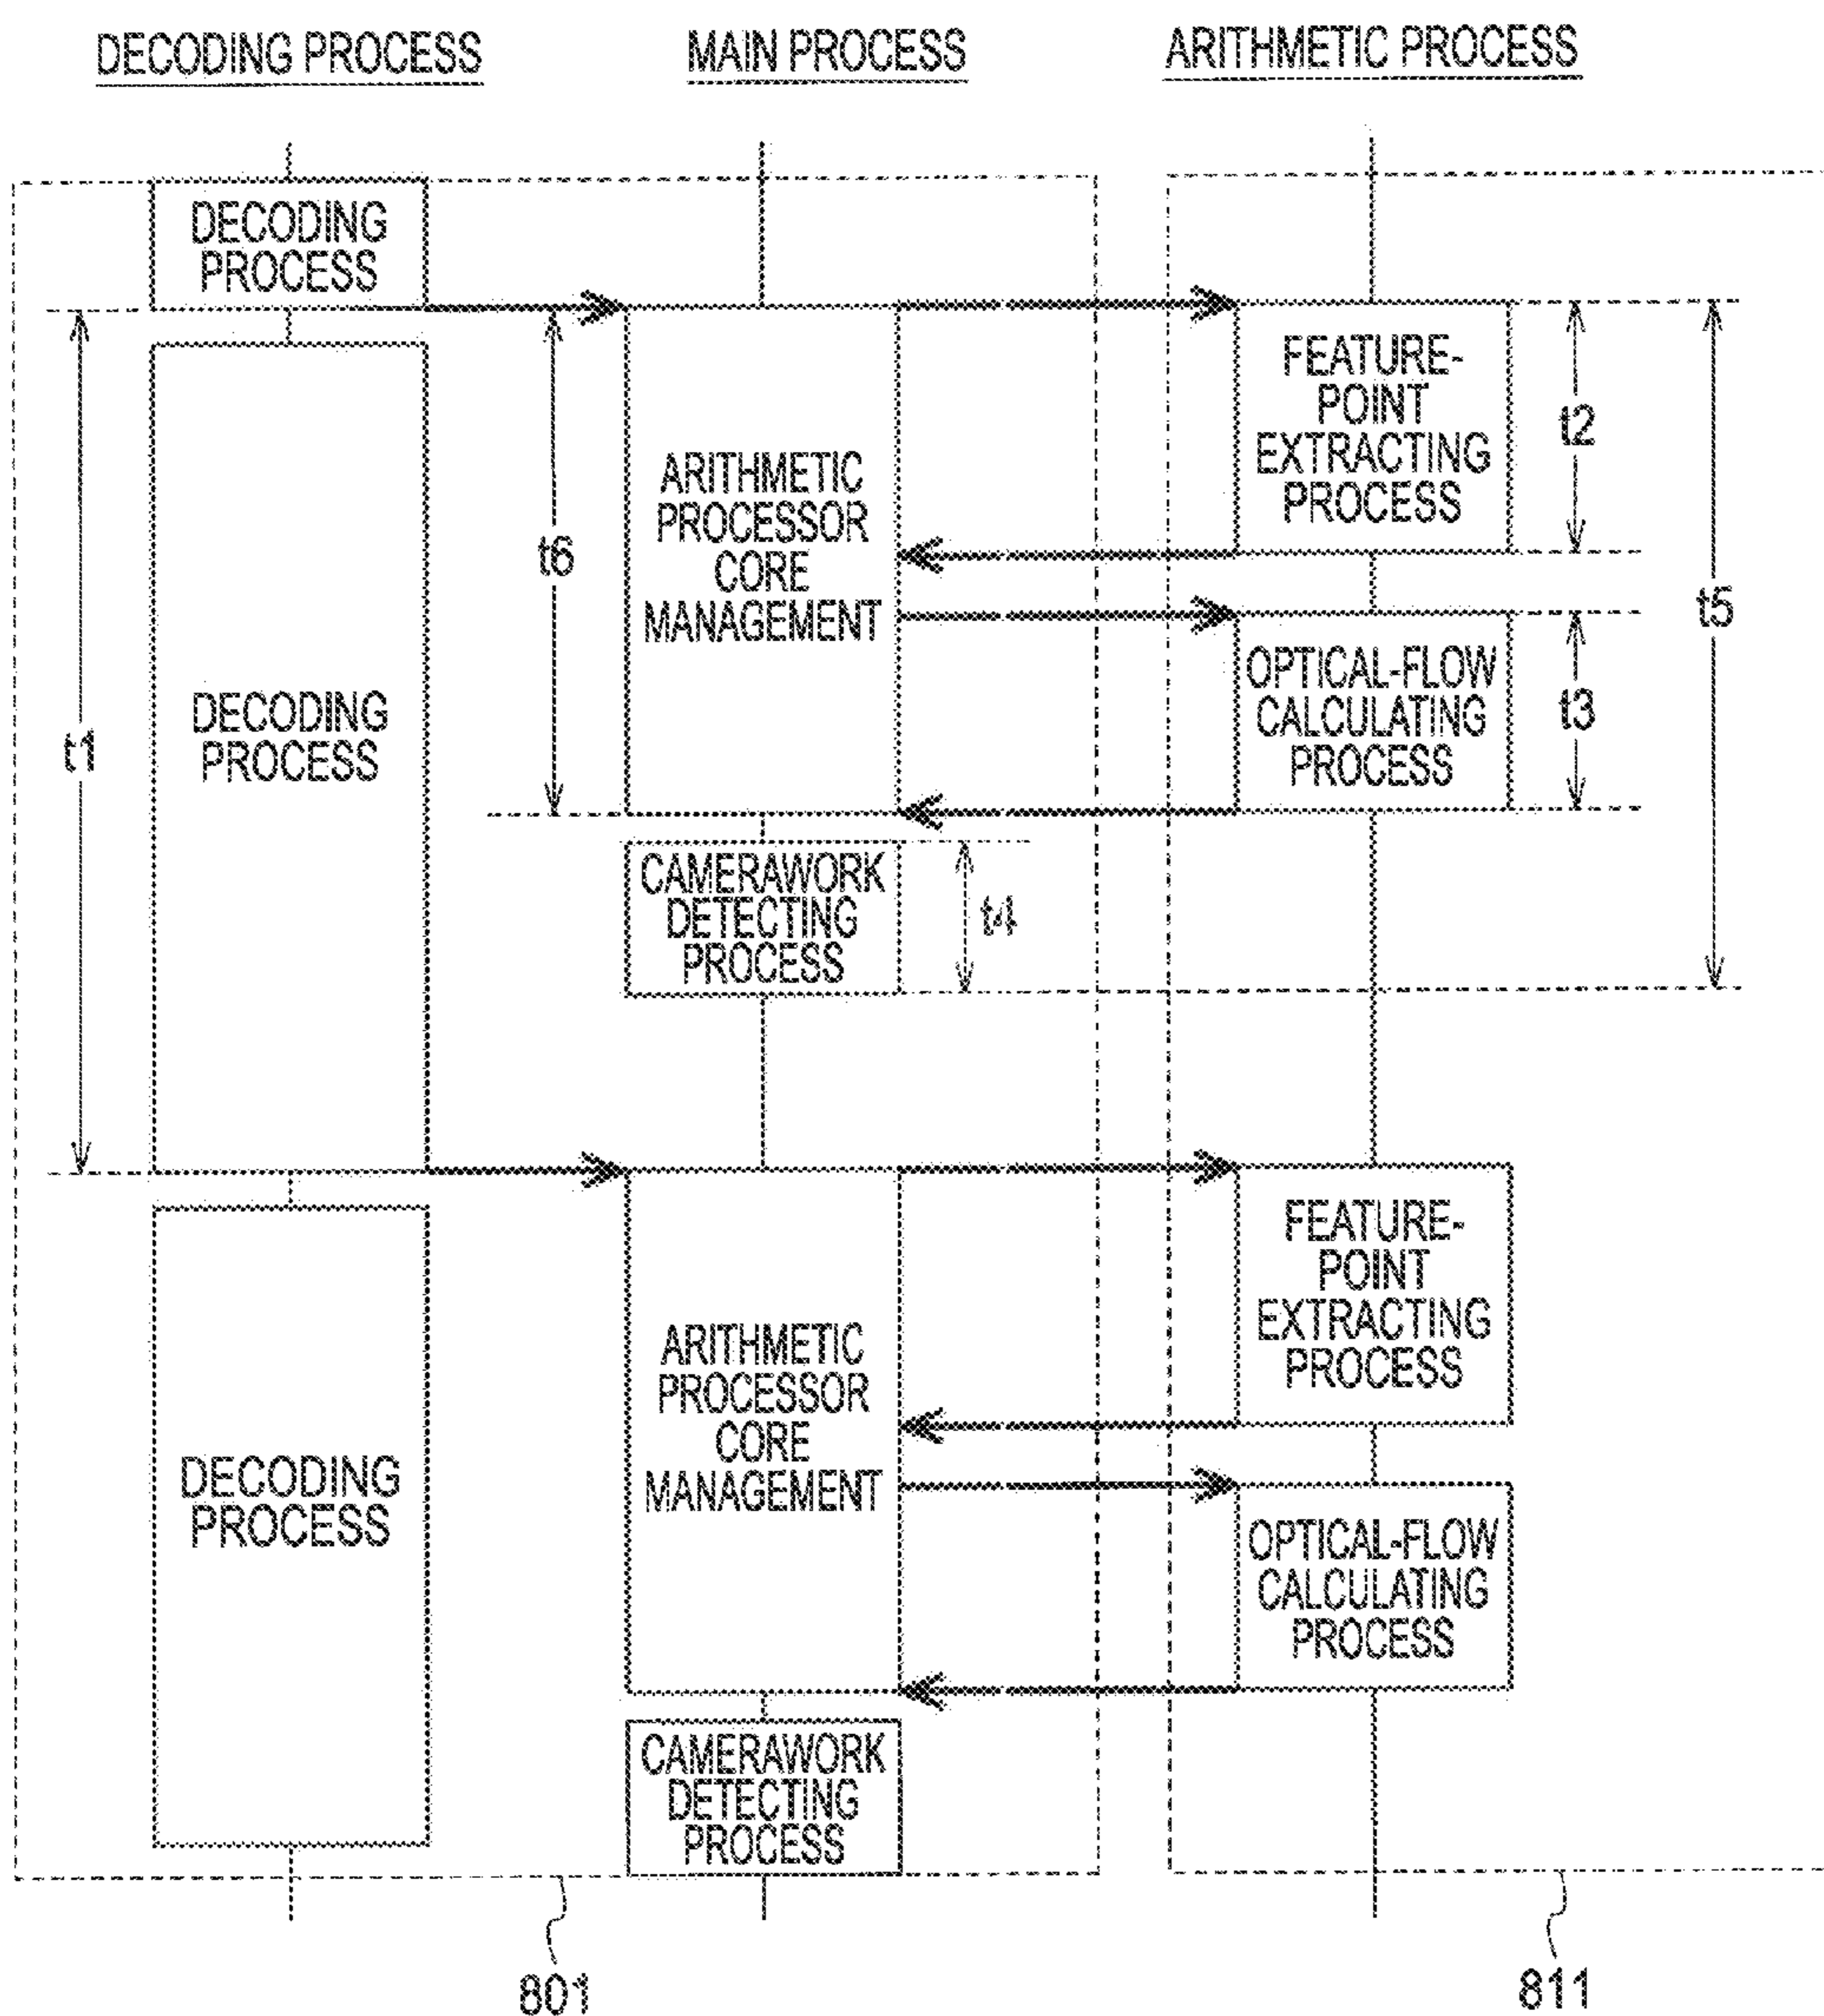 DECODING PROCESS
MAIN PROCESS
ARITHMETIC PROCESS
DECODING
PROCESS
FEATURE-
POINT
EXTRACTING
PROCESS
t2
ARITHMETIC
PROCESSOR
CORE
MANAGEMENT
t6
t5
OPTICAL-FLOW
CALCULATING
PROCESS
t3
DECODING
PROCESS
t1
CAMERAWORK
DETECTING
PROCESS
t4
FEATURE-
POINT
EXTRACTING
PROCESS
ARITHMETIC
PROCESSOR
CORE
MANAGEMENT
DECODING
PROCESS
OPTICAL-FLOW
CALCULATING
PROCESS
CAMERAWORK
DETECTING
PROCESS
801
811